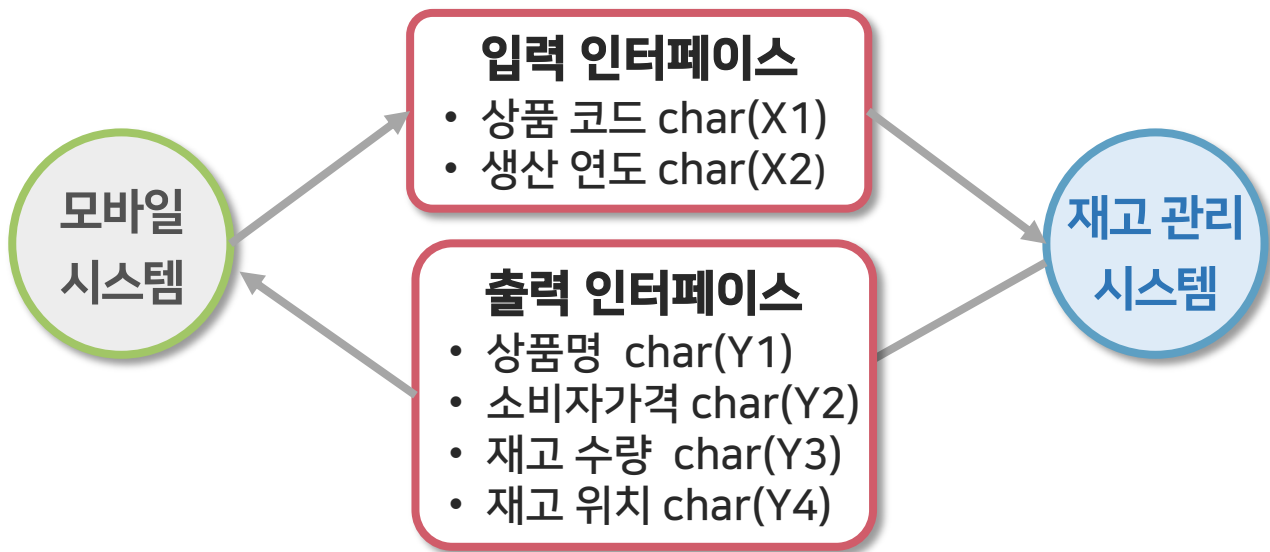 입력 인터페이스
• 상품 코드 char(X1)
• 생산 연도 char(X2)
모바일
시스템
재고 관리
시스템
출력 인터페이스
• 상품명 char(Y1)
• 소비자가격 char(Y2)
• 재고 수량 char(Y3)
• 재고 위치 char(Y4)